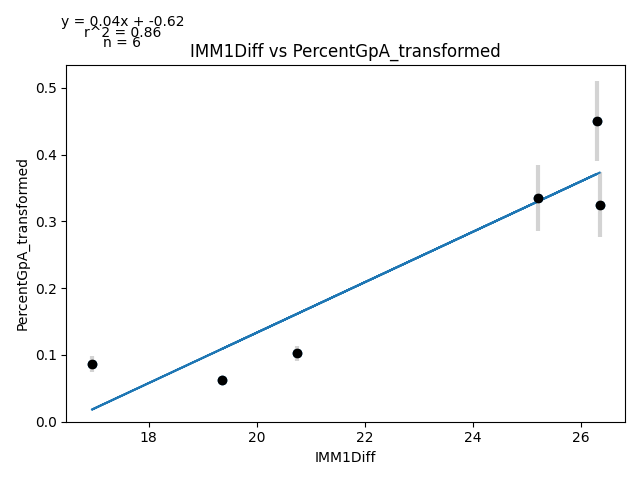 y = 0.04x + -0.62
r^2 = 0.86
n = 6
IMM1Diff vs PercentGpA_transformed
PercentGpA_transformed
0.5
0.4
0.3
0.2
0.1
0.0
18 20 22 24 26
IMM1Diff